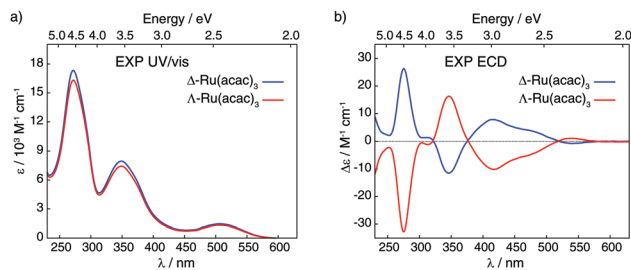 a)
Energy / eV
5.0 4.5 4.0 3.5 3.0 2.5 2.0
EXP UV/vis
Δ-Ru(acac)3
Λ-Ru(acac)3
ε / 10³ M⁻¹ cm⁻¹
18
15
12
9
6
3
0
250 300 350 400 450 500 550 600
λ / nm
b)
Energy / eV
5.0 4.5 4.0 3.5 3.0 2.5 2.0
EXP ECD
Δ-Ru(acac)3
Λ-Ru(acac)3
Δε / M⁻¹ cm⁻¹
30
20
10
0
-10
-20
-30
250 300 350 400 450 500 550 600
λ / nm